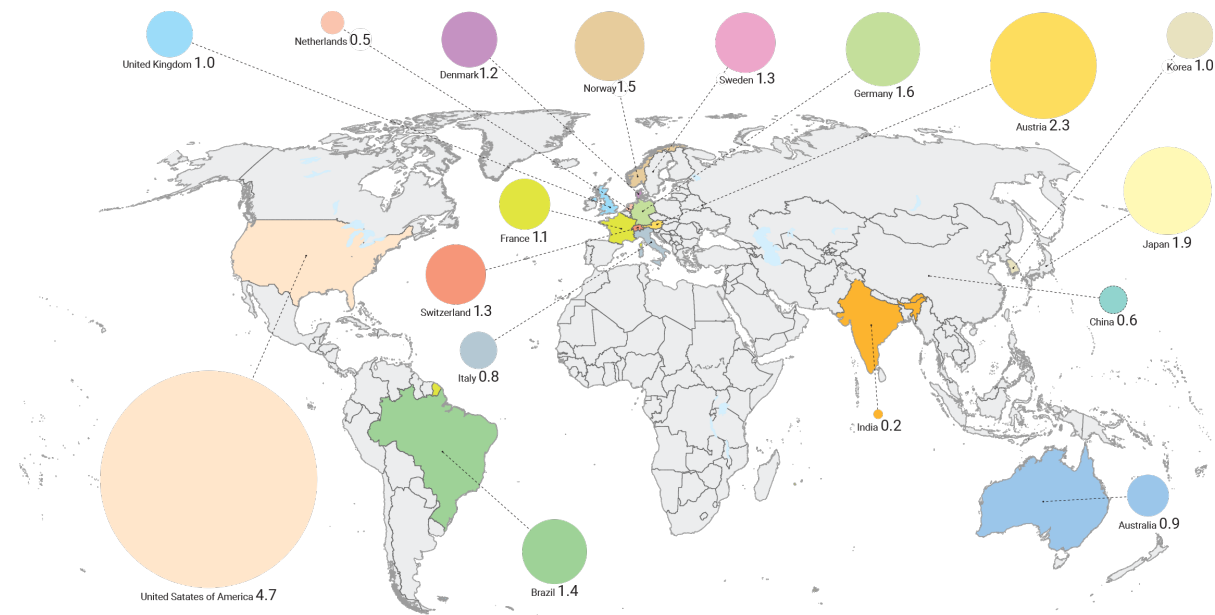 Netherlands 0.5
United Kingdom 1.0
Denmark 1.2
Norway 1.5
Sweden 1.3
Germany 1.6
Austria 2.3
Korea 1.0
France 1.1
Japan 1.9
Switzerland 1.3
China 0.6
Italy 0.8
India 0.2
Australia 0.9
United Satates of America 4.7
Brazil 1.4